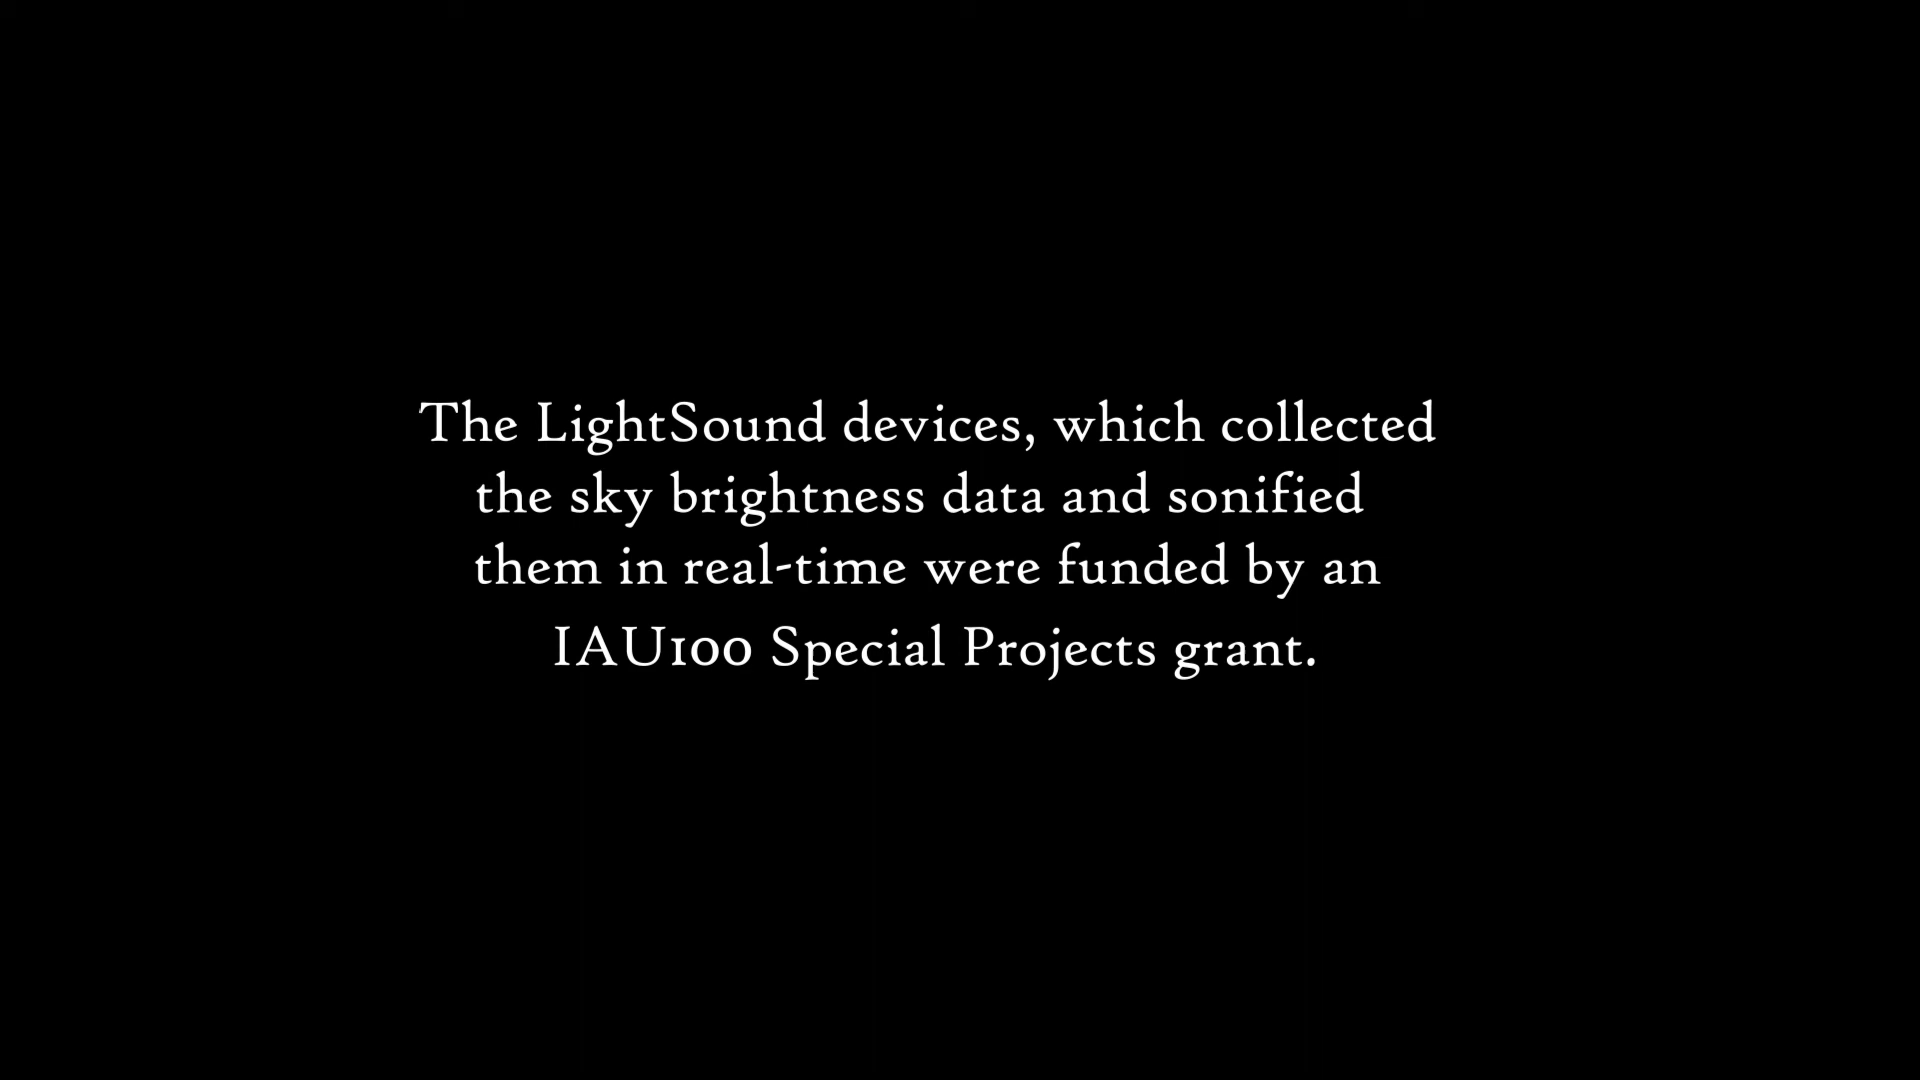 The LightSound devices, which collected
the sky brightness data and sonified
them in real-time were funded by an
IAU100 Special Projects grant.